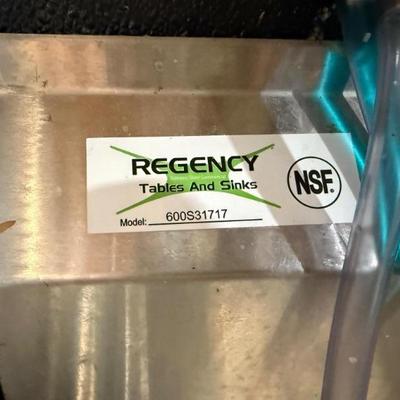 REGENCY
Tables And Sinks
Model: 600S31717
NSF